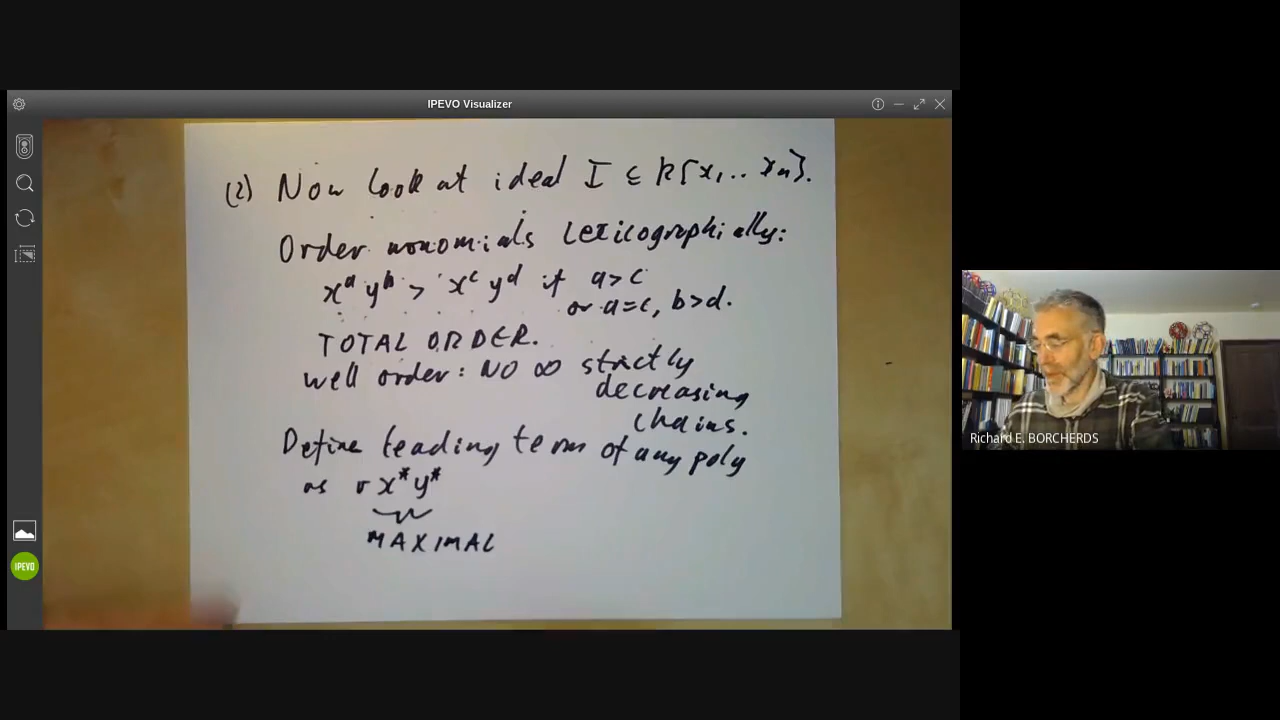 IPEVO Visualizer
(2) Now look at ideal I ⊆ k[x₁... xₙ].
Order monomials lexicographically:
xᵃ yᵇ > xᶜ yᵈ if a>c
or a=c, b>d.
TOTAL ORDER.
well order: NO ∞ strictly
decreasing
chains.
Define leading term of any poly
as r x* y*
MAXIMAL
IPEVO
Richard E. BORCHERDS